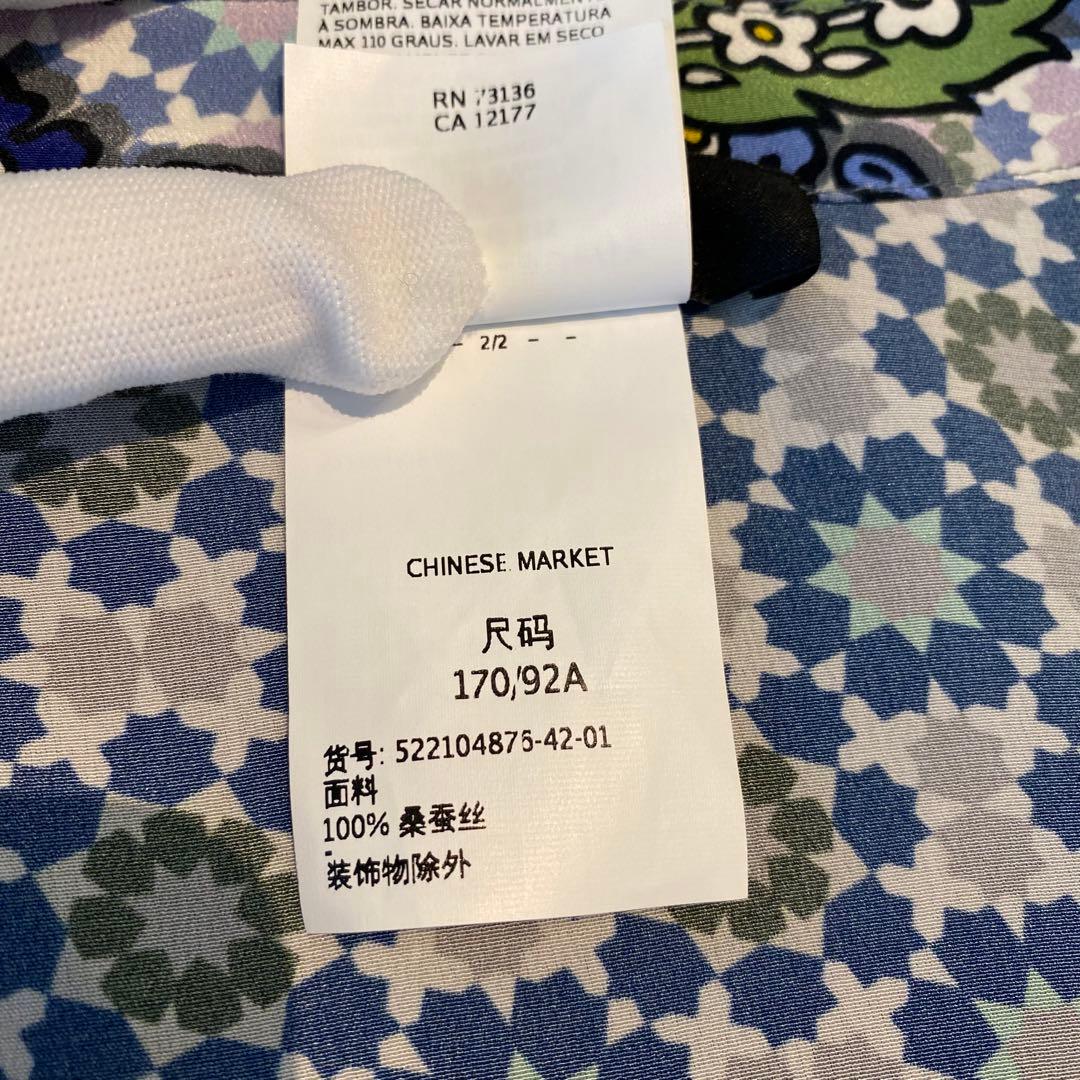 TAMBOR. SECAR NORMALMENTE
À SOMBRA. BAIXA TEMPERATURA
MAX 110 GRAUS. LAVAR EM SECO
RN 73136
CA 12177
- 2/2 - -
CHINESE MARKET
尺码
170/92A
货号: 522104876-42-01
面料
100% 桑蚕丝
-
装饰物除外